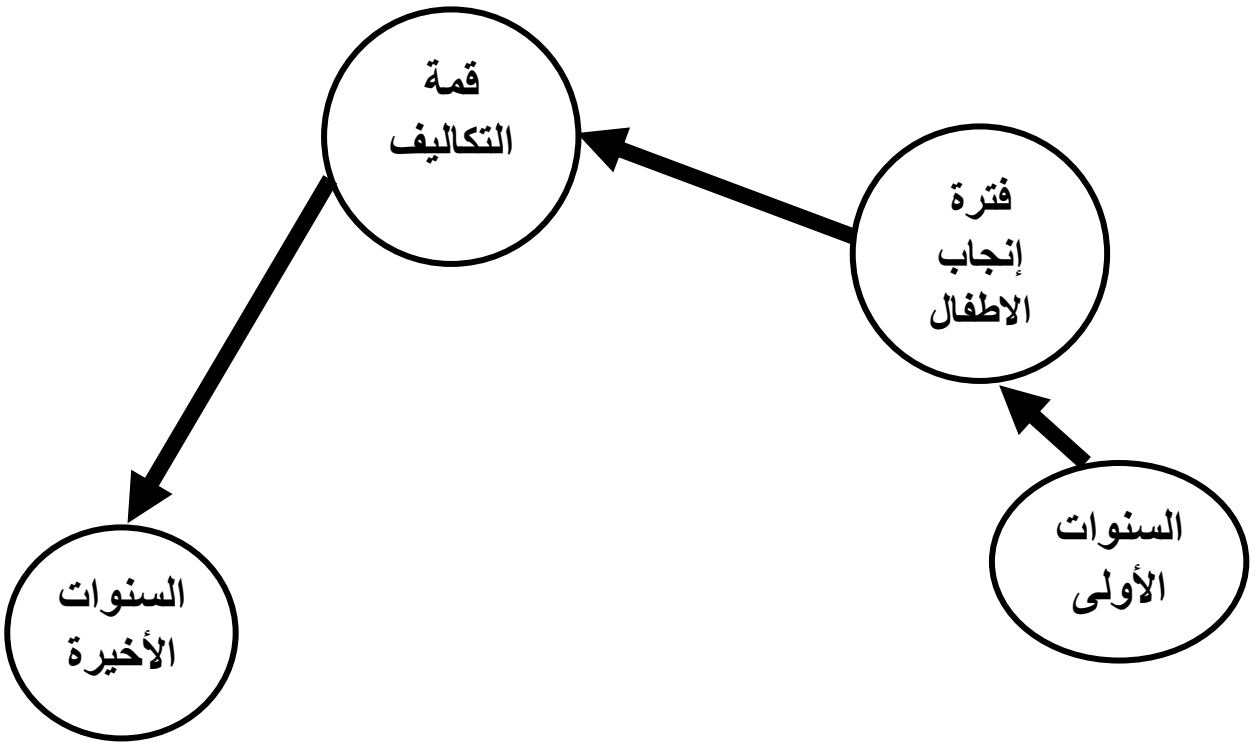 السنوات
الأولى
فترة
إنجاب
الاطفال
قمة
التكاليف
السنوات
الأخيرة